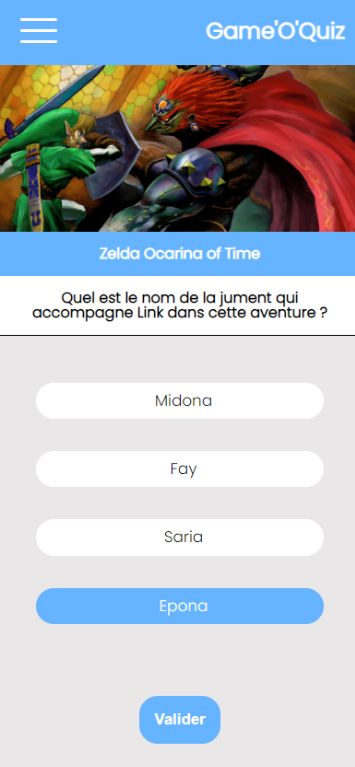 Game'O'Quiz
Zelda Ocarina of Time
Quel est le nom de la jument qui
accompagne Link dans cette aventure ?
Midona
Fay
Saria
Epona
Valider